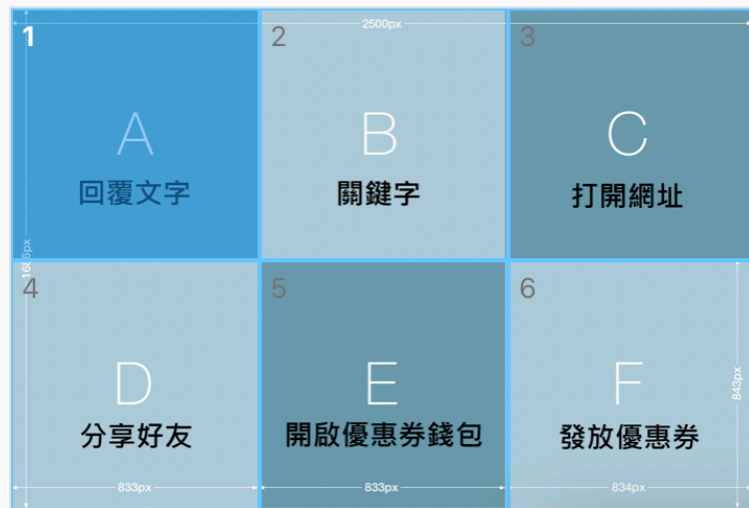 1
2
2500px
3
A
B
C
回覆文字
關鍵字
打開網址
1686px
4
5
6
D
E
F
843px
分享好友
開啟優惠券錢包
發放優惠券
833px
833px
834px